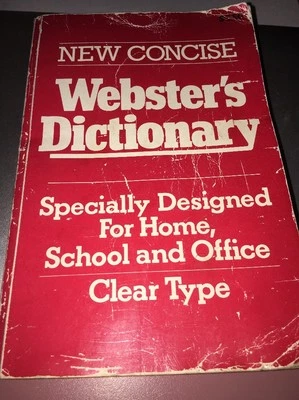 NEW CONCISE
Webster's
Dictionary
Specially Designed
For Home,
School and Office
Clear Type